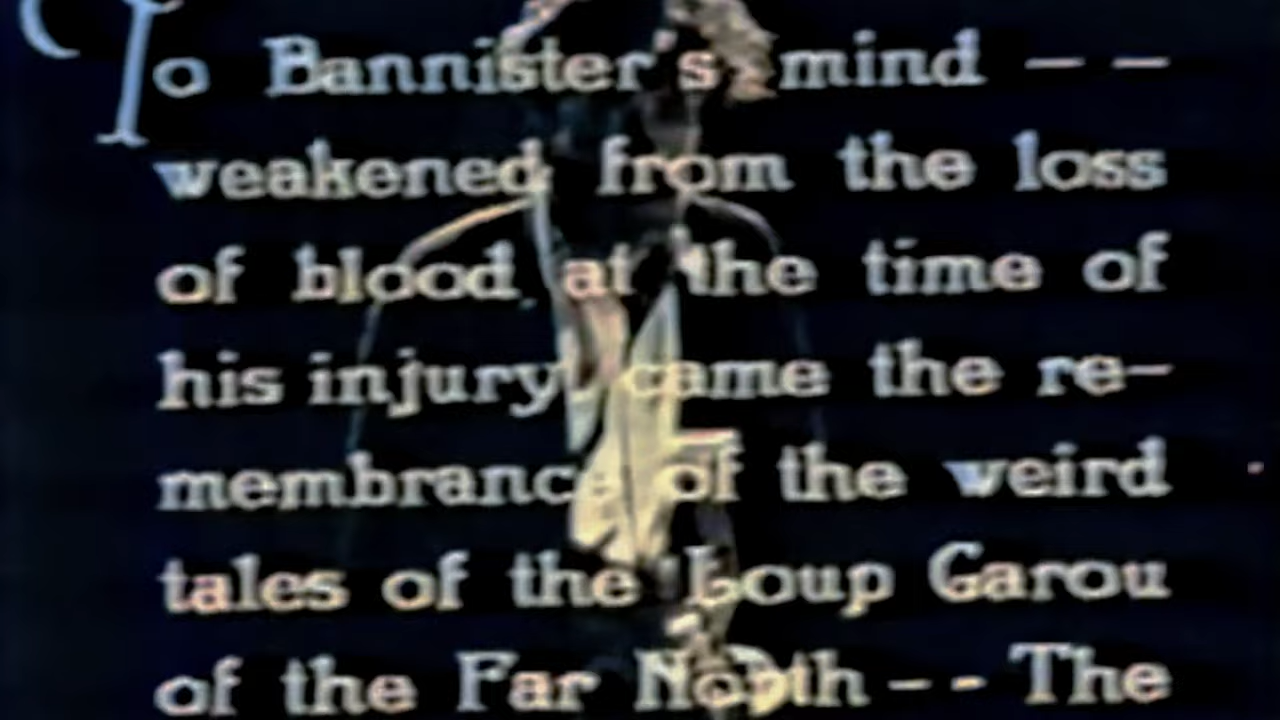 To Bannister's mind --
weakened from the loss
of blood at the time of
his injury, came the re-
membrance of the weird
tales of the Loup Garou
of the Far North -- The